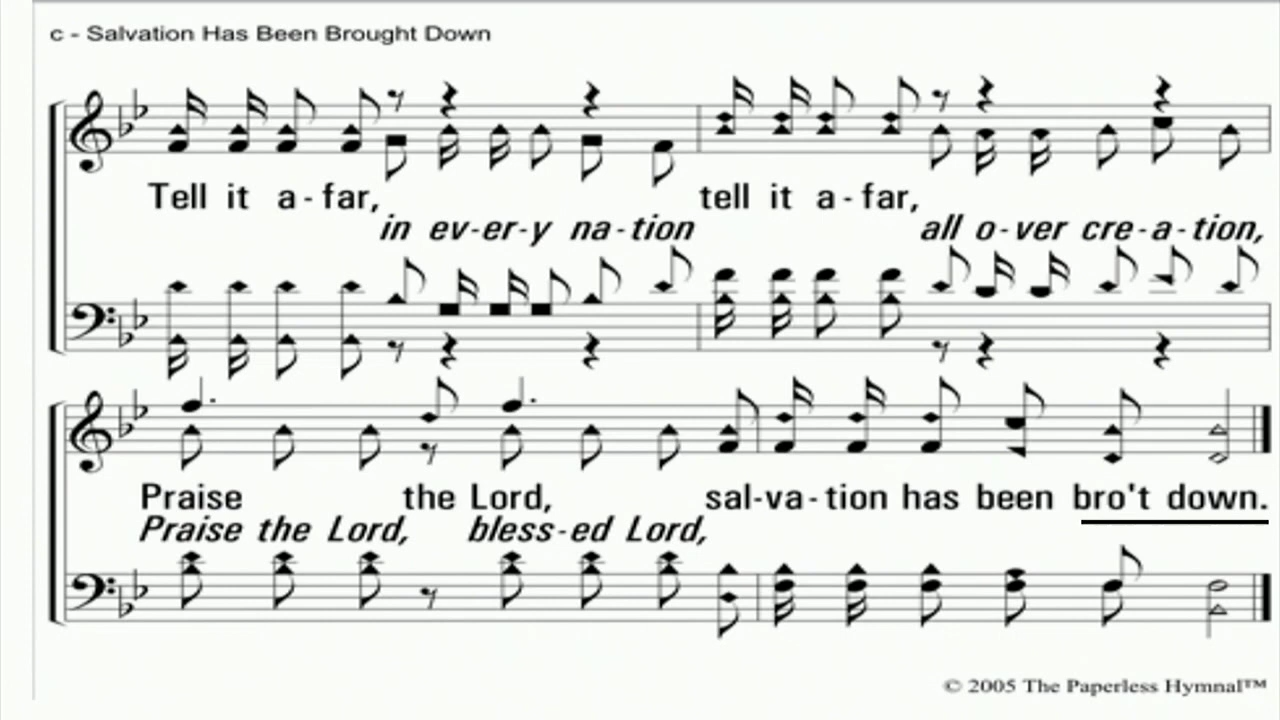 c - Salvation Has Been Brought Down
Tell it a - far, tell it a - far,
in ev-er-y na-tion all o-ver cre-a-tion,
Praise the Lord, sal-va-tion has been bro't down.
Praise the Lord, bless-ed Lord,
© 2005 The Paperless Hymnal™